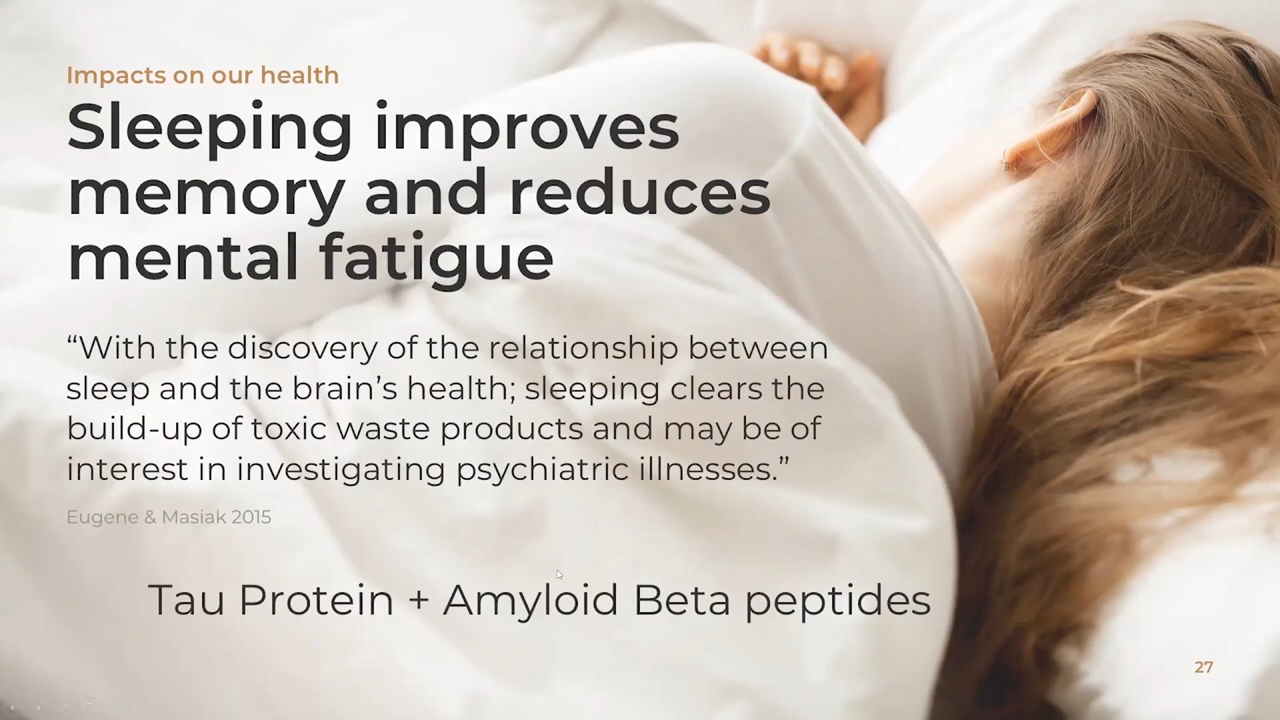 Impacts on our health
Sleeping improves
memory and reduces
mental fatigue
“With the discovery of the relationship between
sleep and the brain’s health; sleeping clears the
build-up of toxic waste products and may be of
interest in investigating psychiatric illnesses.”
Eugene & Masiak 2015
Tau Protein + Amyloid Beta peptides
27